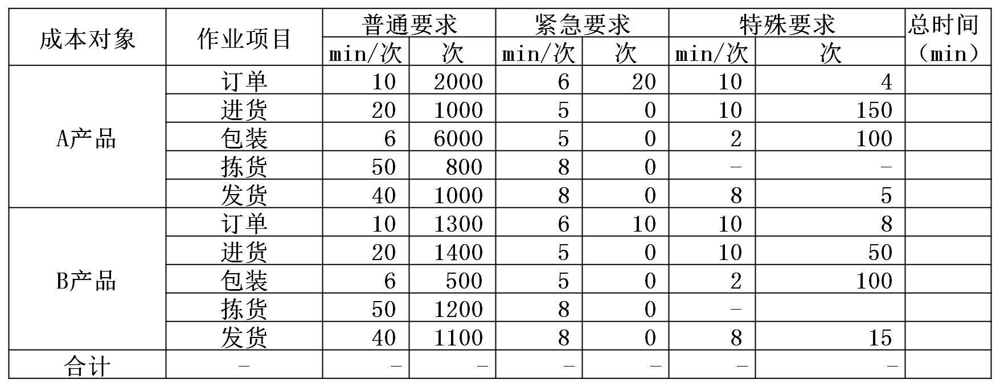 成本对象 作业项目 普通要求 紧急要求 特殊要求 总时间（min）
min/次 次 min/次 次 min/次 次
A产品
订单 10 2000 6 20 10 4
进货 20 1000 5 0 10 150
包装 6 6000 5 0 2 100
拣货 50 800 8 0 – –
发货 40 1000 8 0 8 5
B产品
订单 10 1300 6 10 10 8
进货 20 1400 5 0 10 50
包装 6 500 5 0 2 100
拣货 50 1200 8 0 –
发货 40 1100 8 0 8 15
合计 – – – – – – –